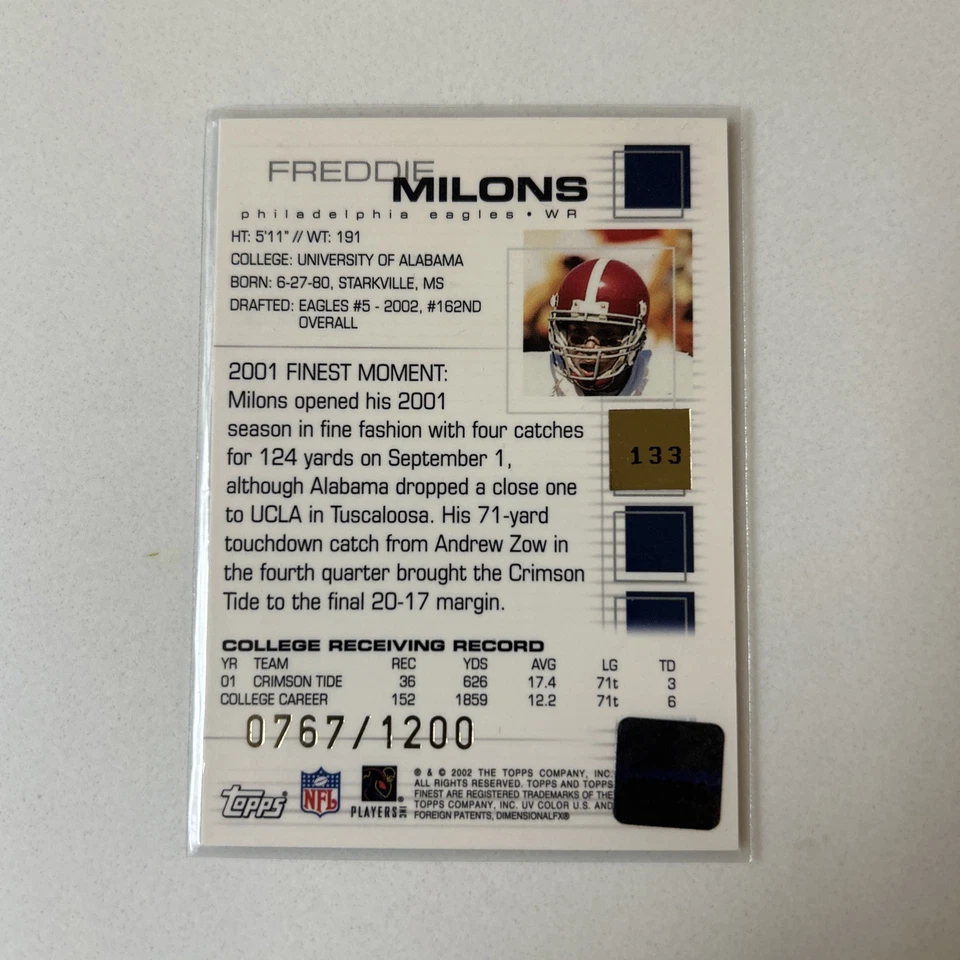 FREDDIE
MILONS
philadelphia eagles • WR
HT: 5'11" // WT: 191
COLLEGE: UNIVERSITY OF ALABAMA
BORN: 6-27-80, STARKVILLE, MS
DRAFTED: EAGLES #5 - 2002, #162ND
OVERALL
2001 FINEST MOMENT:
Milons opened his 2001
season in fine fashion with four catches
for 124 yards on September 1,
although Alabama dropped a close one
to UCLA in Tuscaloosa. His 71-yard
touchdown catch from Andrew Zow in
the fourth quarter brought the Crimson
Tide to the final 20-17 margin.
133
COLLEGE RECEIVING RECORD
YR TEAM REC YDS AVG LG TD
01 CRIMSON TIDE 36 626 17.4 71t 3
COLLEGE CAREER 152 1859 12.2 71t 6
0767/1200
Topps
NFL
PLAYERS INC
® & © 2002 THE TOPPS COMPANY, INC.
ALL RIGHTS RESERVED. TOPPS AND TOPPS
FINEST ARE REGISTERED TRADEMARKS OF THE
TOPPS COMPANY, INC. UV COLOR U.S. AND
FOREIGN PATENTS, DIMENSIONALFX®